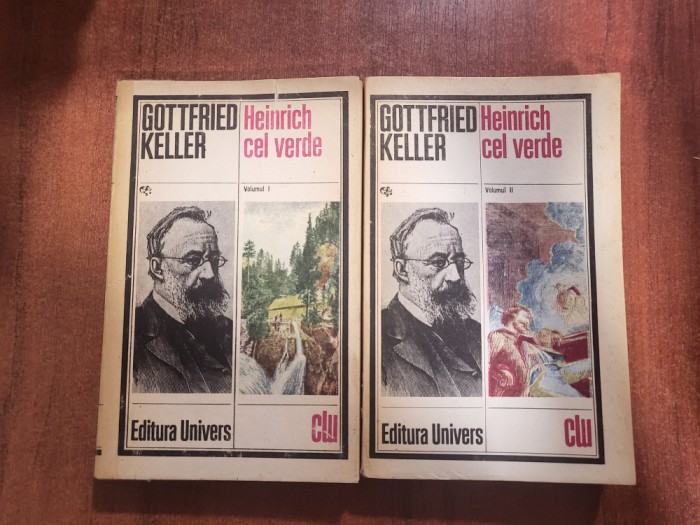 GOTTFRIED
KELLER
Heinrich
cel verde
Volumul I
Editura Univers
clu
GOTTFRIED
KELLER
Heinrich
cel verde
Volumul II
Editura Univers
clu